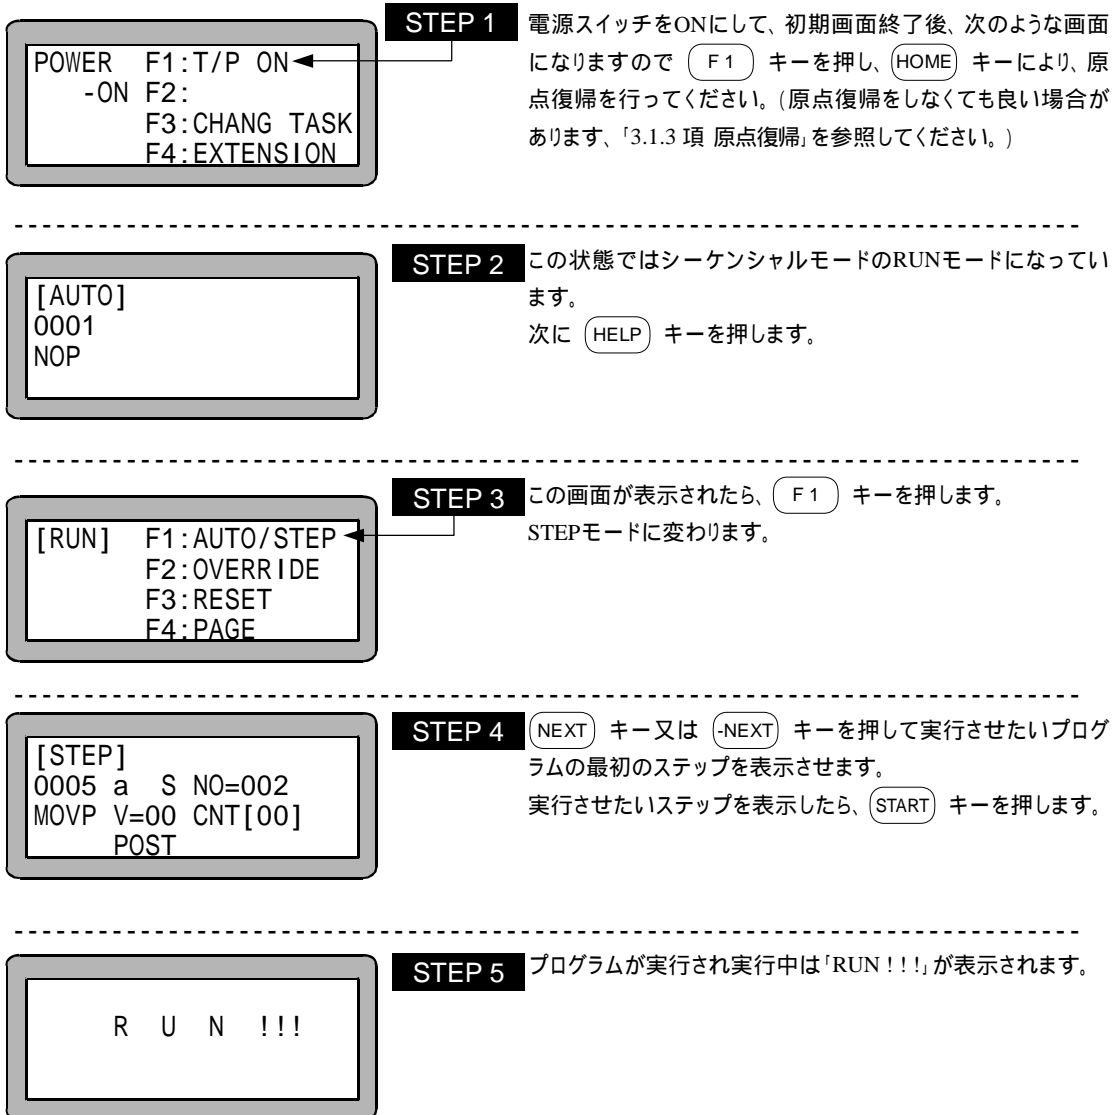 STEP 1
電源スイッチをONにして、初期画面終了後、次のような画面
になりますので F 1 キーを押し、HOME キーにより、原
点復帰を行ってください。(原点復帰をしなくても良い場合が
あります、「3.1.3 項 原点復帰」を参照してください。)
POWER F1:T/P ON
-ON F2:
F3:CHANG TASK
F4:EXTENSION
STEP 2
この状態ではシーケンシャルモードのRUNモードになってい
ます。
次に HELP キーを押します。
[AUTO]
0001
NOP
STEP 3
この画面が表示されたら、 F 1 キーを押します。
STEPモードに変わります。
[RUN] F1:AUTO/STEP
F2:OVERRIDE
F3:RESET
F4:PAGE
STEP 4
NEXT キー又は -NEXT キーを押して実行させたいプログ
ラムの最初のステップを表示させます。
実行させたいステップを表示したら、START キーを押します。
[STEP]
0005 a S NO=002
MOVP V=00 CNT[00]
POST
STEP 5
プログラムが実行され実行中は「RUN ! ! !」が表示されます。
R U N !!!